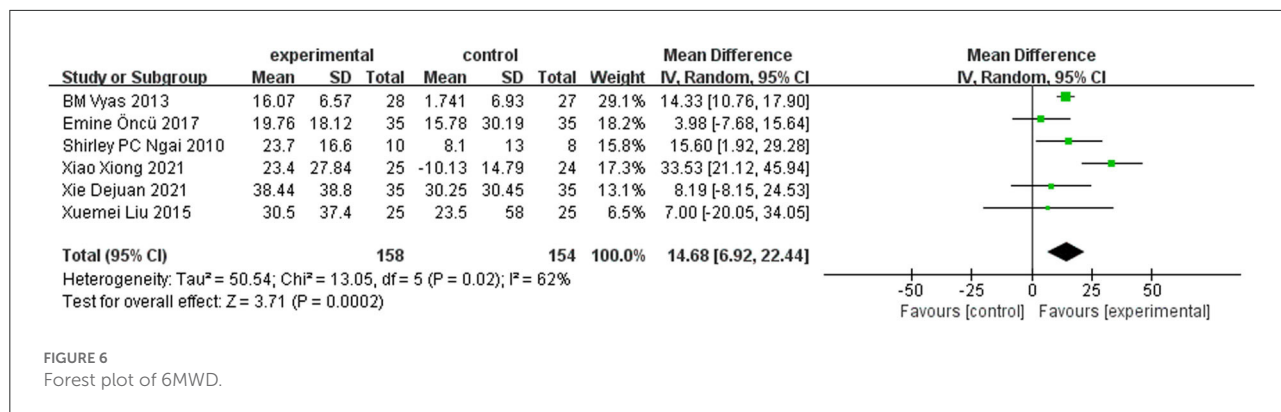 experimental control Mean Difference Mean Difference
Study or Subgroup Mean SD Total Mean SD Total Weight IV, Random, 95% CI IV, Random, 95% CI
BM Vyas 2013 16.07 6.57 28 1.741 6.93 27 29.1% 14.33 [10.76, 17.90]
Emine Öncü 2017 19.76 18.12 35 15.78 30.19 35 18.2% 3.98 [-7.68, 15.64]
Shirley PC Ngai 2010 23.7 16.6 10 8.1 13 8 15.8% 15.60 [1.92, 29.28]
Xiao Xiong 2021 23.4 27.84 25 -10.13 14.79 24 17.3% 33.53 [21.12, 45.94]
Xie Dejuan 2021 38.44 38.8 35 30.25 30.45 35 13.1% 8.19 [-8.15, 24.53]
Xuemei Liu 2015 30.5 37.4 25 23.5 58 25 6.5% 7.00 [-20.05, 34.05]
Total (95% CI) 158 154 100.0% 14.68 [6.92, 22.44]
Heterogeneity: Tau² = 50.54; Chi² = 13.05, df = 5 (P = 0.02); I² = 62%
Test for overall effect: Z = 3.71 (P = 0.0002)
-50 -25 0 25 50
Favours [control] Favours [experimental]
FIGURE 6
Forest plot of 6MWD.